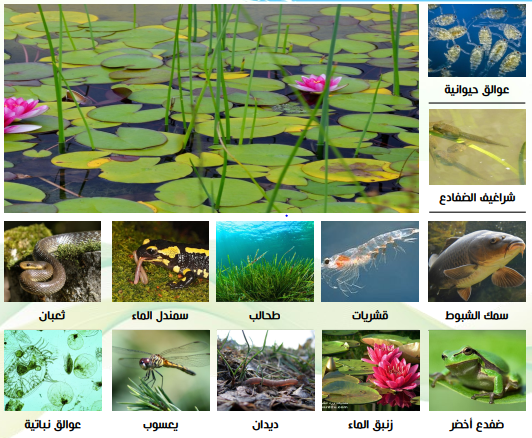 عوالق حيوانية
شراغيف الضفادع
سمك الشبوط
قشريات
طحالب
سمندل الماء
ثعبان
ضفدع أخضر
زنبق الماء
ديدان
يعسوب
عوالق نباتية